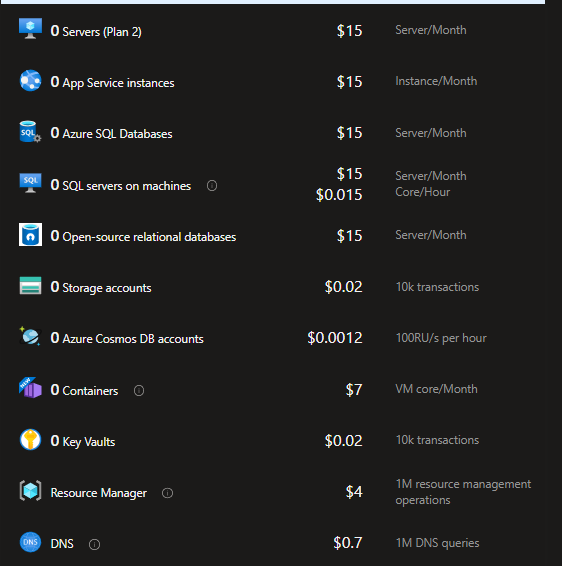 0 Servers (Plan 2) $15 Server/Month
0 App Service instances $15 Instance/Month
SQL
0 Azure SQL Databases $15 Server/Month
SQL
0 SQL servers on machines $15 Server/Month
$0.015 Core/Hour
0 Open-source relational databases $15 Server/Month
0 Storage accounts $0.02 10k transactions
0 Azure Cosmos DB accounts $0.0012 100RU/s per hour
NEW
0 Containers $7 VM core/Month
0 Key Vaults $0.02 10k transactions
Resource Manager $4 1M resource management
operations
DNS
DNS $0.7 1M DNS queries